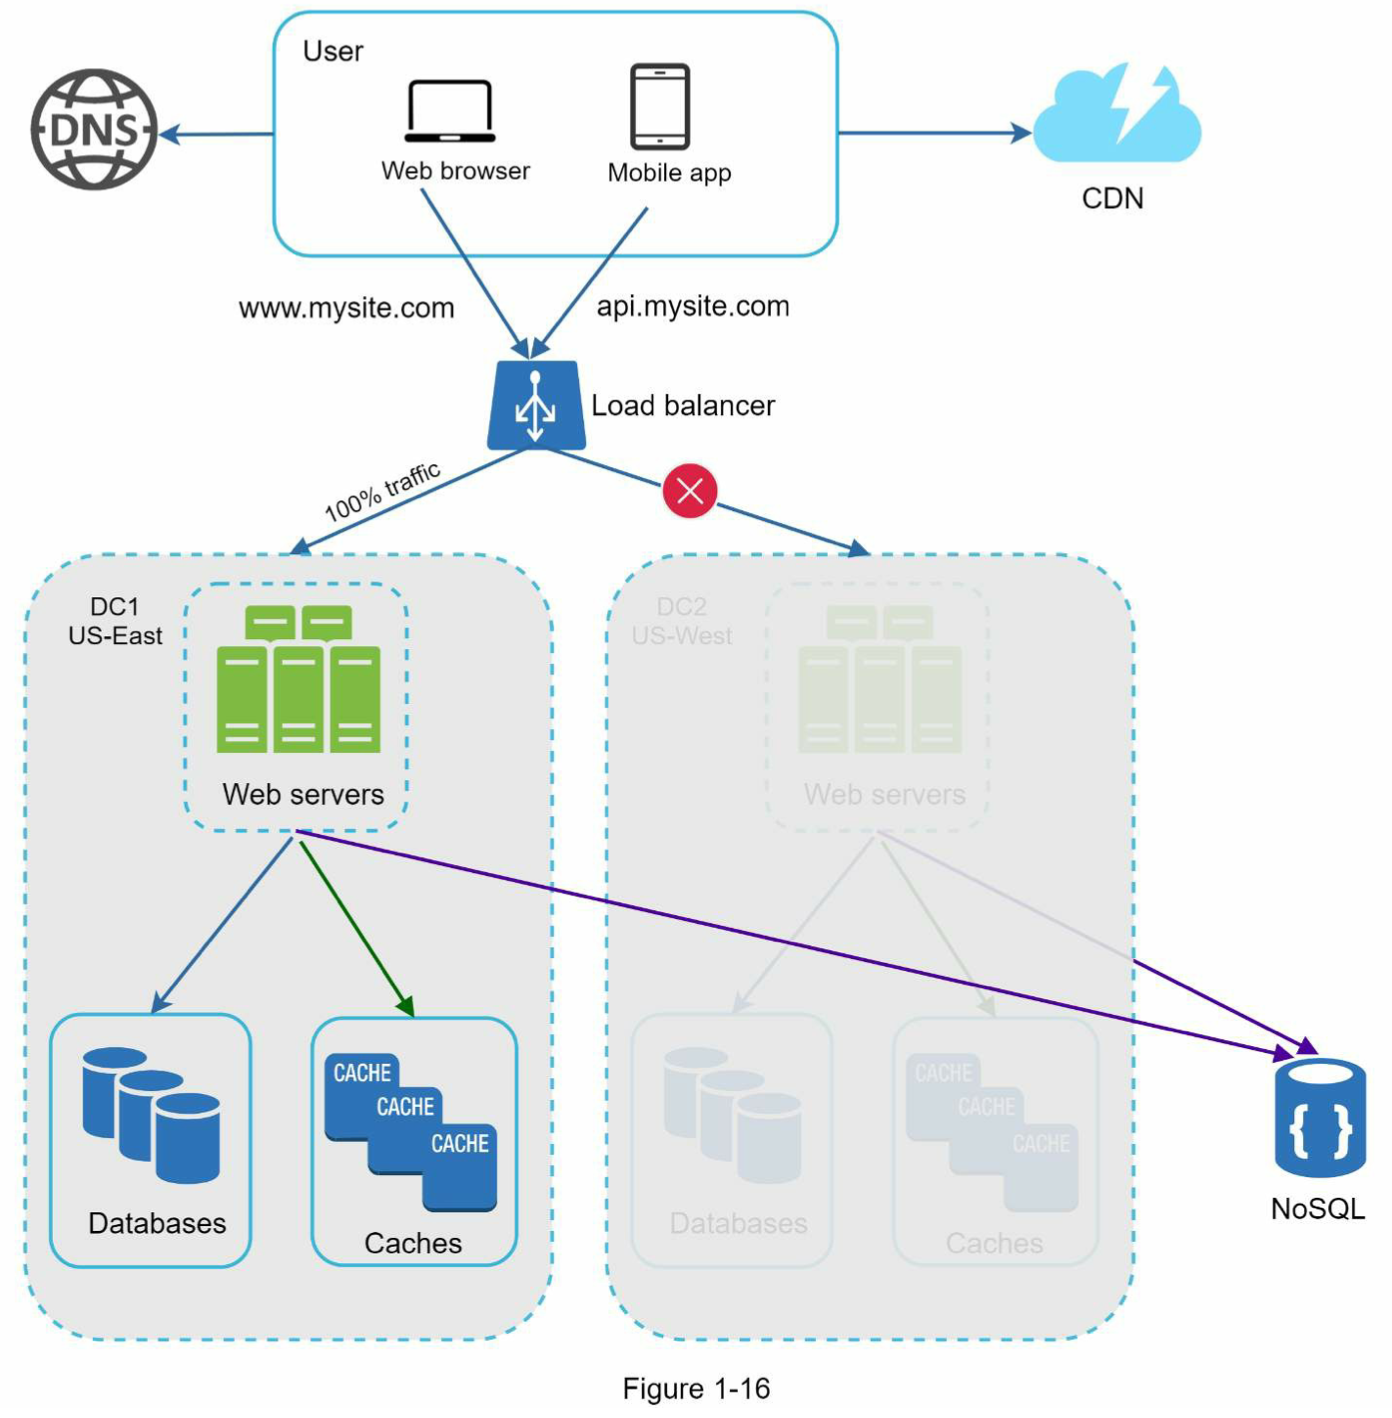 User
DNS
Web browser
Mobile app
CDN
www.mysite.com
api.mysite.com
Load balancer
100% traffic
DC1
US-East
Web servers
DC2
US-West
Web servers
CACHE
CACHE
CACHE
Databases
Caches
CACHE
CACHE
CACHE
Databases
Caches
{ }
NoSQL
Figure 1-16